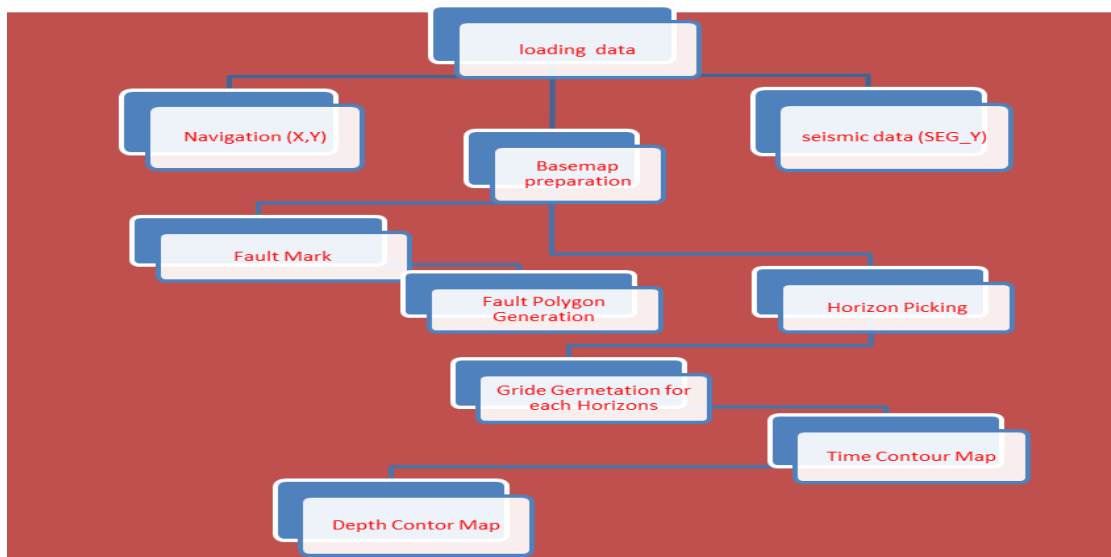 loading data
Navigation (X,Y)
seismic data (SEG_Y)
Basemap
preparation
Fault Mark
Fault Polygon
Generation
Horizon Picking
Gride Gernetation for
each Horizons
Time Contour Map
Depth Contor Map